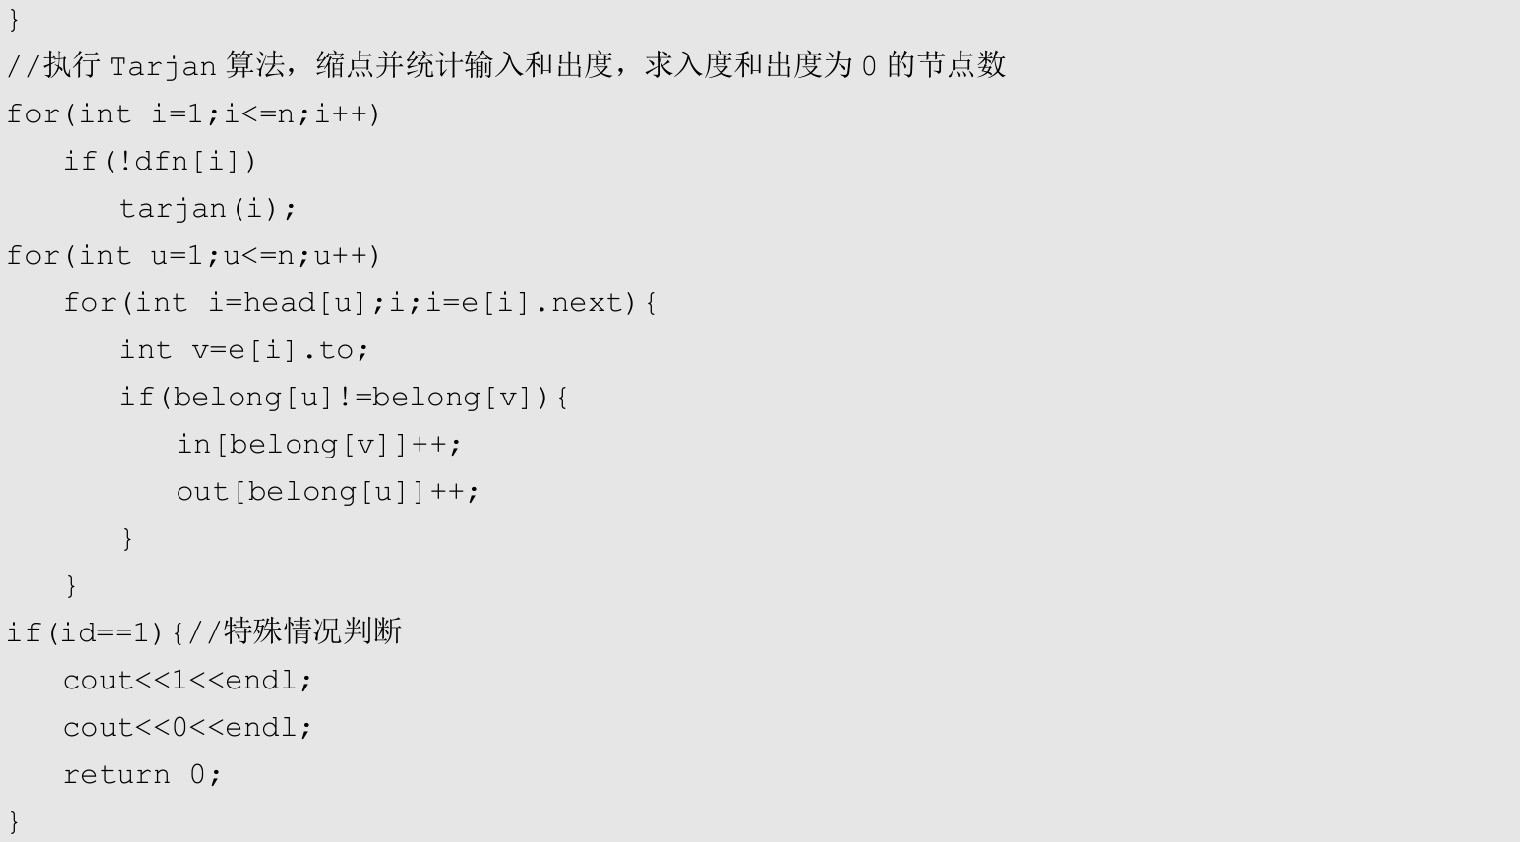 }
//执行 Tarjan 算法，缩点并统计输入和出度，求入度和出度为 0 的节点数
for(int i=1;i<=n;i++)
   if(!dfn[i])
      tarjan(i);
for(int u=1;u<=n;u++)
   for(int i=head[u];i;i=e[i].next){
      int v=e[i].to;
      if(belong[u]!=belong[v]){
         in[belong[v]]++;
         out[belong[u]]++;
      }
   }
if(id==1){//特殊情况判断
   cout<<1<<endl;
   cout<<0<<endl;
   return 0;
}